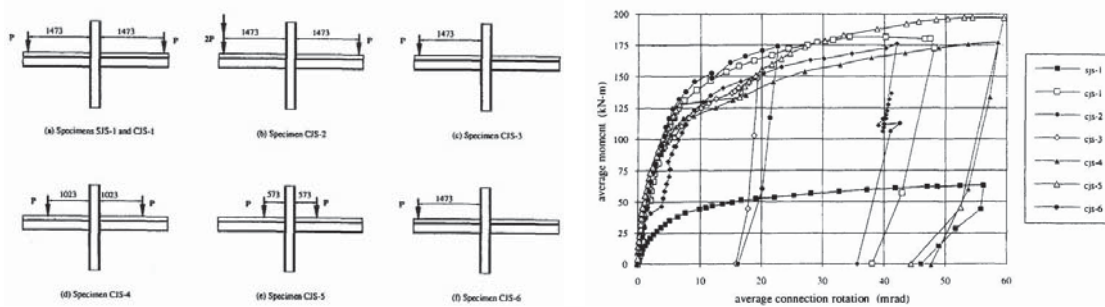 P 1473 1473 P
(a) Specimens SJS-1 and CJS-1
2P 1473 1473 P
(b) Specimen CJS-2
P 1473
(c) Specimen CJS-3
P 1023 1023 P
(d) Specimen CJS-4
P 573 573 P
(e) Specimen CJS-5
P 1473
(f) Specimen CJS-6
average moment (kN-m)
200
175
150
125
100
75
50
25
0
0 10 20 30 40 50 60
average connection rotation (mrad)
sjs-1
cjs-1
cjs-2
cjs-3
cjs-4
cjs-5
cjs-6